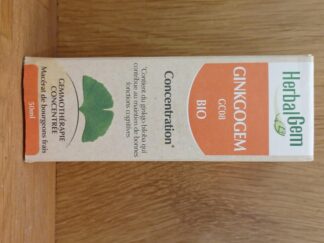 HerbalGem
GINKGOGEM
GC08
BIO
Concentration*
*Contient du ginkgo biloba qui
contribue au maintien de bonnes
fonctions cognitives
GEMMOTHÉRAPIE
CONCENTRÉE
Macérat de bourgeons frais
50ml